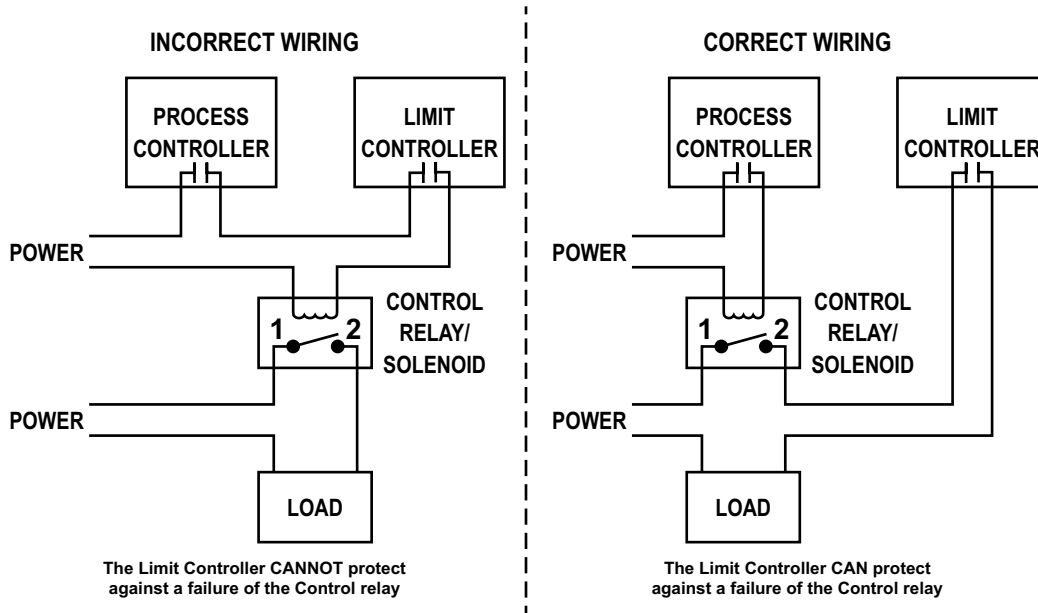 INCORRECT WIRING
PROCESS
CONTROLLER
LIMIT
CONTROLLER
POWER
1 2
CONTROL
RELAY/
SOLENOID
POWER
LOAD
The Limit Controller CANNOT protect
against a failure of the Control relay
CORRECT WIRING
PROCESS
CONTROLLER
LIMIT
CONTROLLER
POWER
1 2
CONTROL
RELAY/
SOLENOID
POWER
LOAD
The Limit Controller CAN protect
against a failure of the Control relay